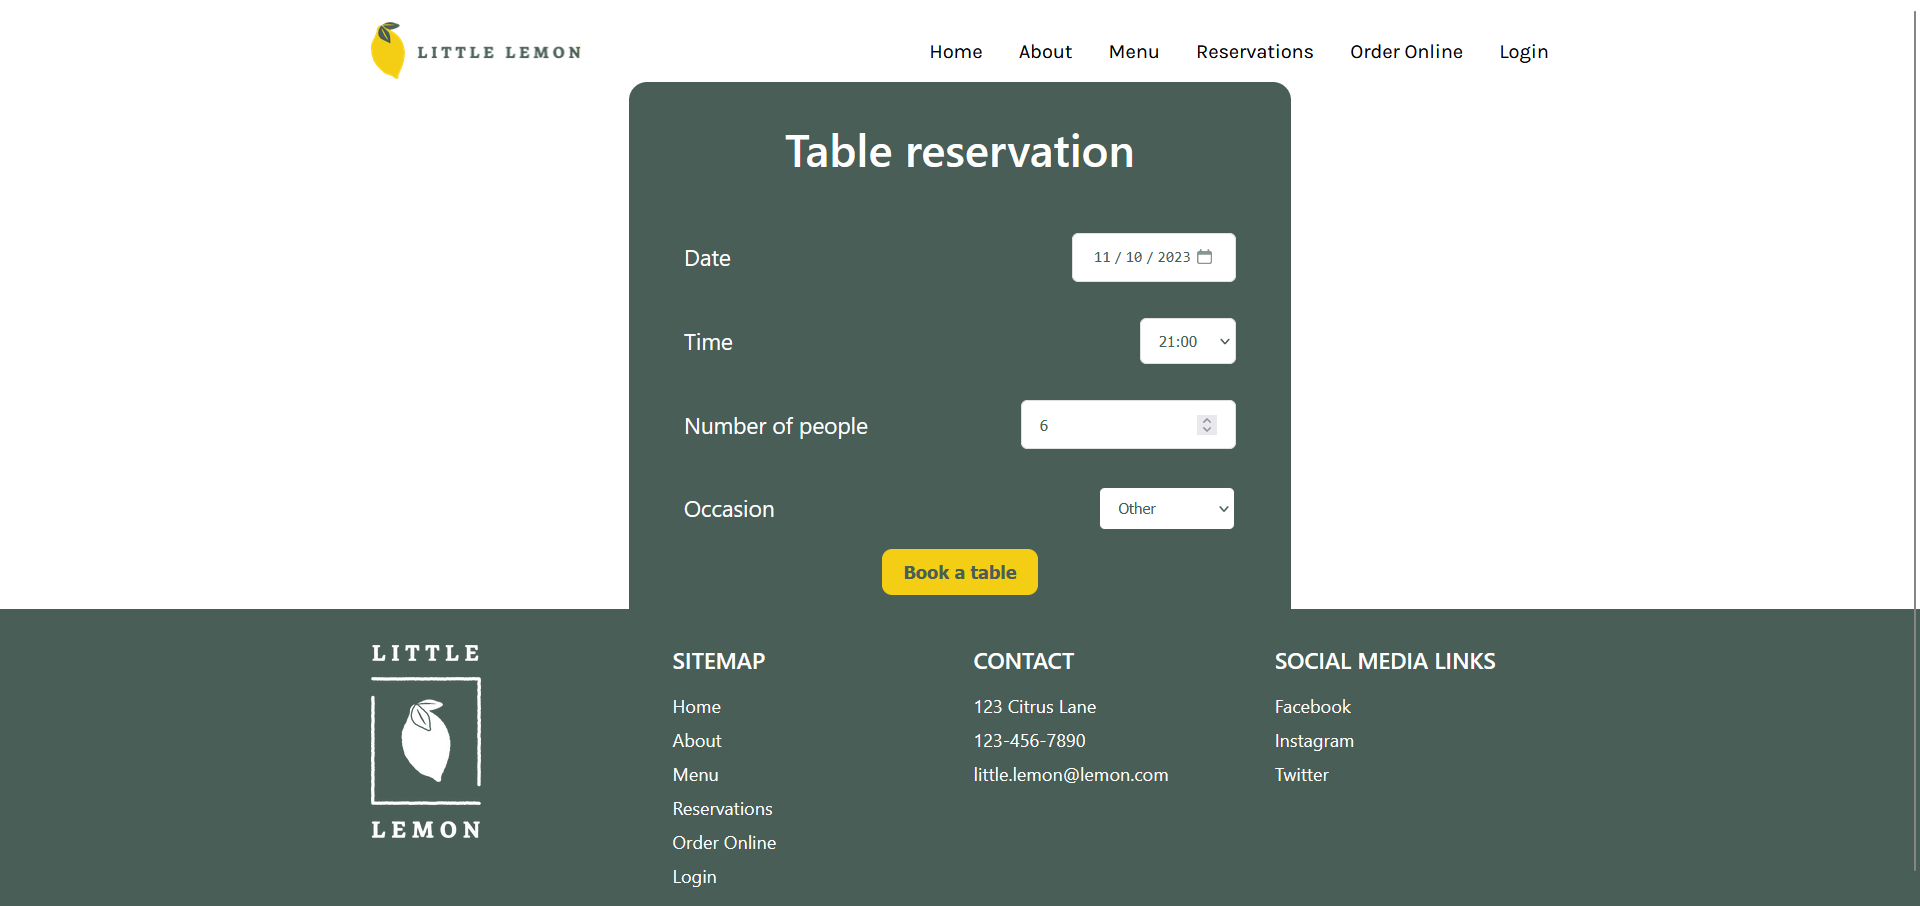 LITTLE LEMON
Home About Menu Reservations Order Online Login
Table reservation
Date
11 / 10 / 2023
Time
21:00
Number of people
6
Occasion
Other
Book a table
LITTLE
LEMON
SITEMAP
Home
About
Menu
Reservations
Order Online
Login
CONTACT
123 Citrus Lane
123-456-7890
little.lemon@lemon.com
SOCIAL MEDIA LINKS
Facebook
Instagram
Twitter